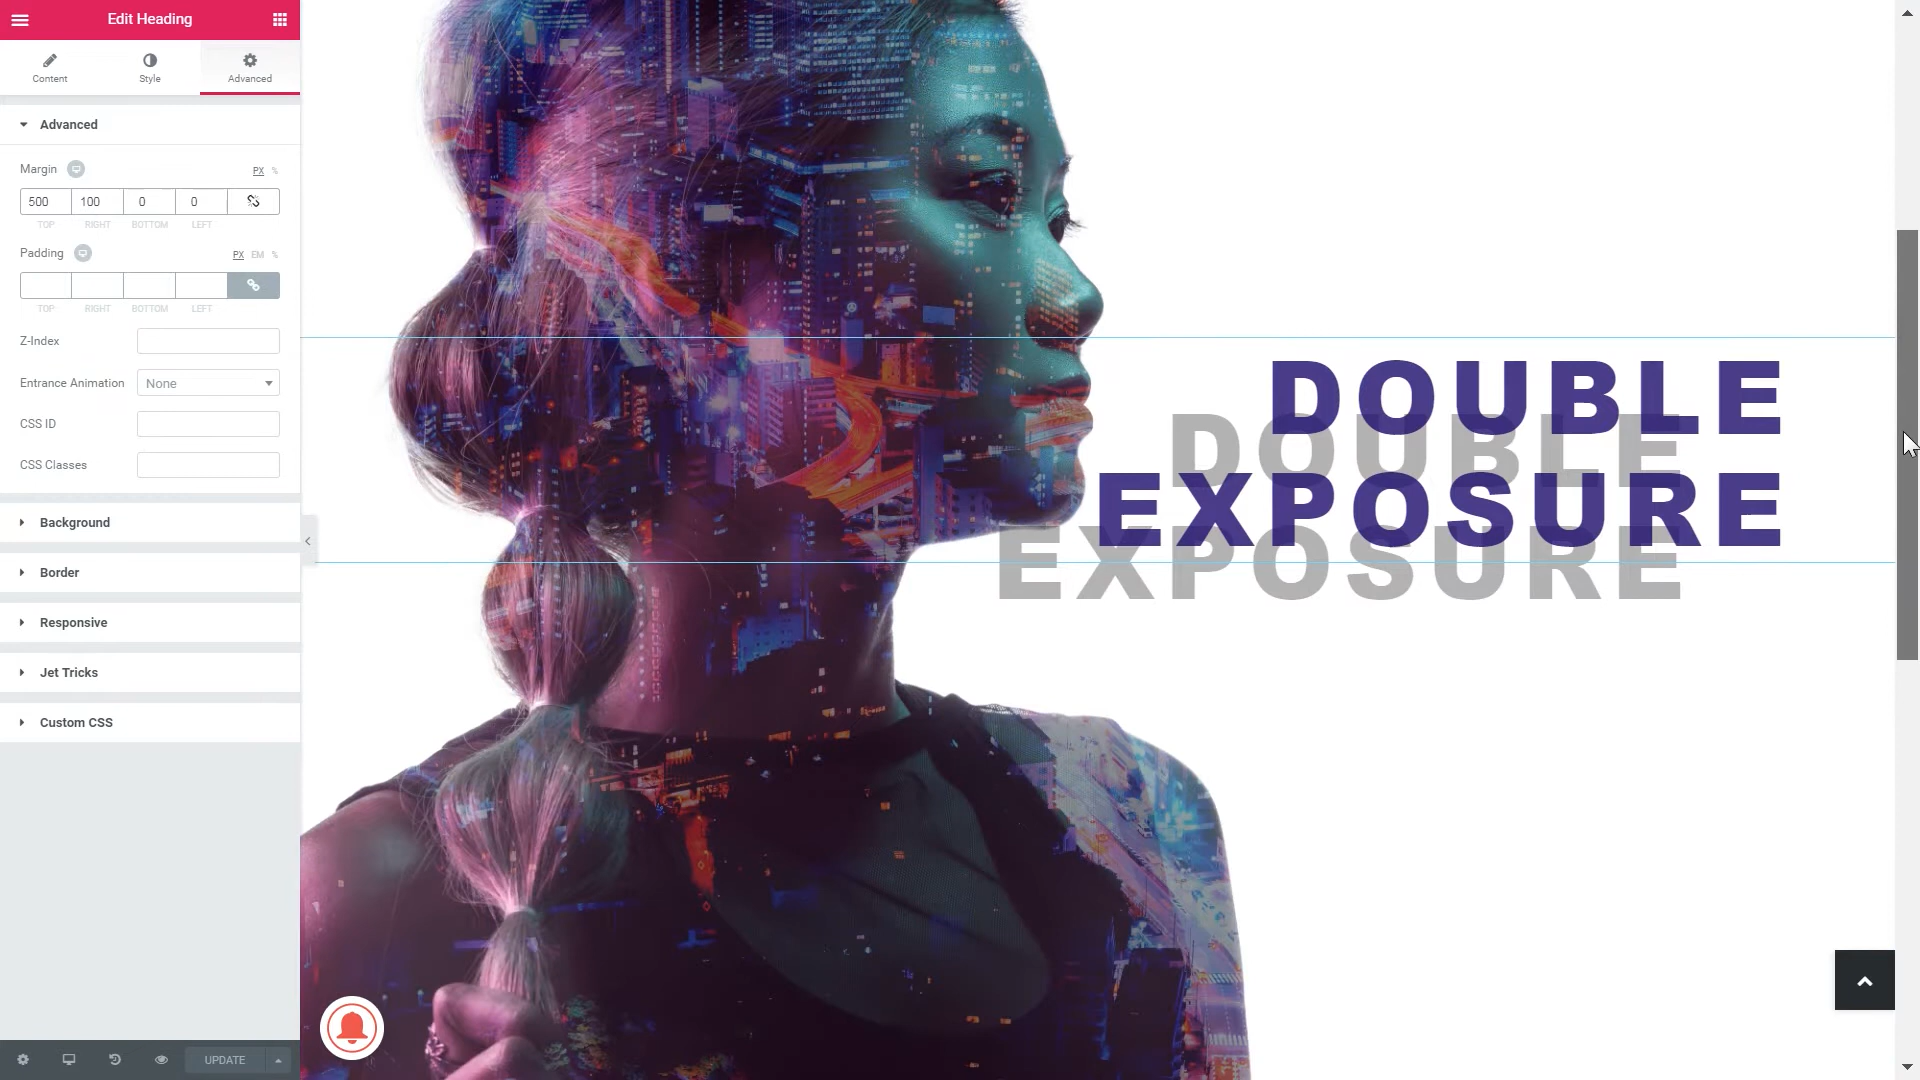 Edit Heading
Content Style Advanced
Advanced
Margin PX %
500 100 0 0
TOP RIGHT BOTTOM LEFT
Padding PX EM %
TOP RIGHT BOTTOM LEFT
Z-Index
Entrance Animation None
CSS ID
CSS Classes
Background
Border
Responsive
Jet Tricks
Custom CSS
UPDATE
DOUBLE
DOUBLE
EXPOSURE
EXPOSURE